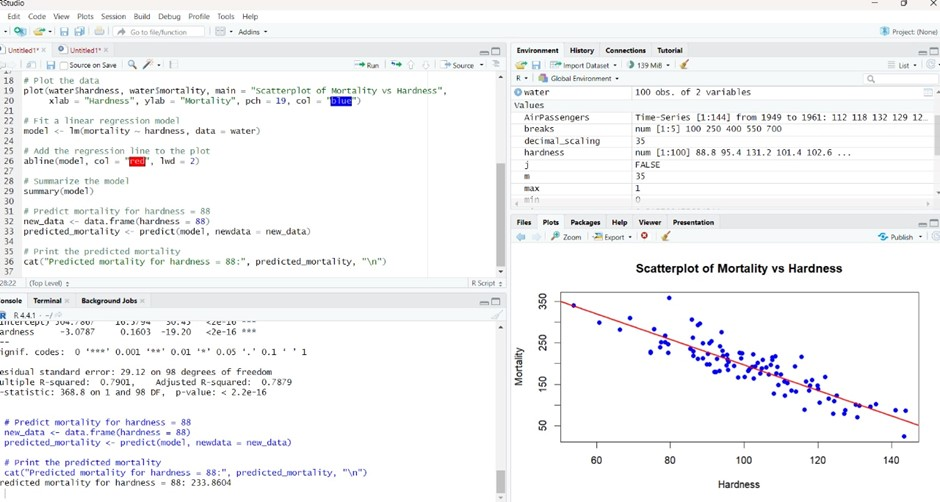 RStudio
Edit Code View Plots Session Build Debug Profile Tools Help
Go to file/function
Addins
Project: (None)
Untitled1*
Untitled1*
Source on Save
Run
Source
18 # Plot the data
19 plot(water$hardness, water$mortality, main = "Scatterplot of Mortality vs Hardness",
20 xlab = "Hardness", ylab = "Mortality", pch = 19, col = "blue")
21
22 # Fit a linear regression model
23 model <- lm(mortality ~ hardness, data = water)
24
25 # Add the regression line to the plot
26 abline(model, col = "red", lwd = 2)
27
28 # Summarize the model
29 summary(model)
30
31 # Predict mortality for hardness = 88
32 new_data <- data.frame(hardness = 88)
33 predicted_mortality <- predict(model, newdata = new_data)
34
35 # Print the predicted mortality
36 cat("Predicted mortality for hardness = 88:", predicted_mortality, "\n")
37
28:22 (Top Level)
R Script
onsole Terminal Background Jobs
R 4.4.1 · ~/
ardness -3.0787 0.1603 -19.20 <2e-16 ***
--
ignif. codes: 0 '***' 0.001 '**' 0.01 '*' 0.05 '.' 0.1 ' ' 1
esidual standard error: 29.12 on 98 degrees of freedom
ultiple R-squared: 0.7901, Adjusted R-squared: 0.7879
-statistic: 368.8 on 1 and 98 DF, p-value: < 2.2e-16
# Predict mortality for hardness = 88
new_data <- data.frame(hardness = 88)
predicted_mortality <- predict(model, newdata = new_data)
# Print the predicted mortality
cat("Predicted mortality for hardness = 88:", predicted_mortality, "\n")
redicted mortality for hardness = 88: 233.8604
Environment History Connections Tutorial
Import Dataset
139 MiB
List
R
Global Environment
water 100 obs. of 2 variables
Values
AirPassengers Time-Series [1:144] from 1949 to 1961: 112 118 132 129 12…
breaks num [1:5] 100 250 400 550 700
decimal_scaling 35
hardness num [1:100] 88.8 95.4 131.2 101.4 102.6 ...
j FALSE
m 35
max 1
min 0
Files Plots Packages Help Viewer Presentation
Zoom
Export
Publish
Scatterplot of Mortality vs Hardness
Mortality
350
250
150
50
60 80 100 120 140
Hardness